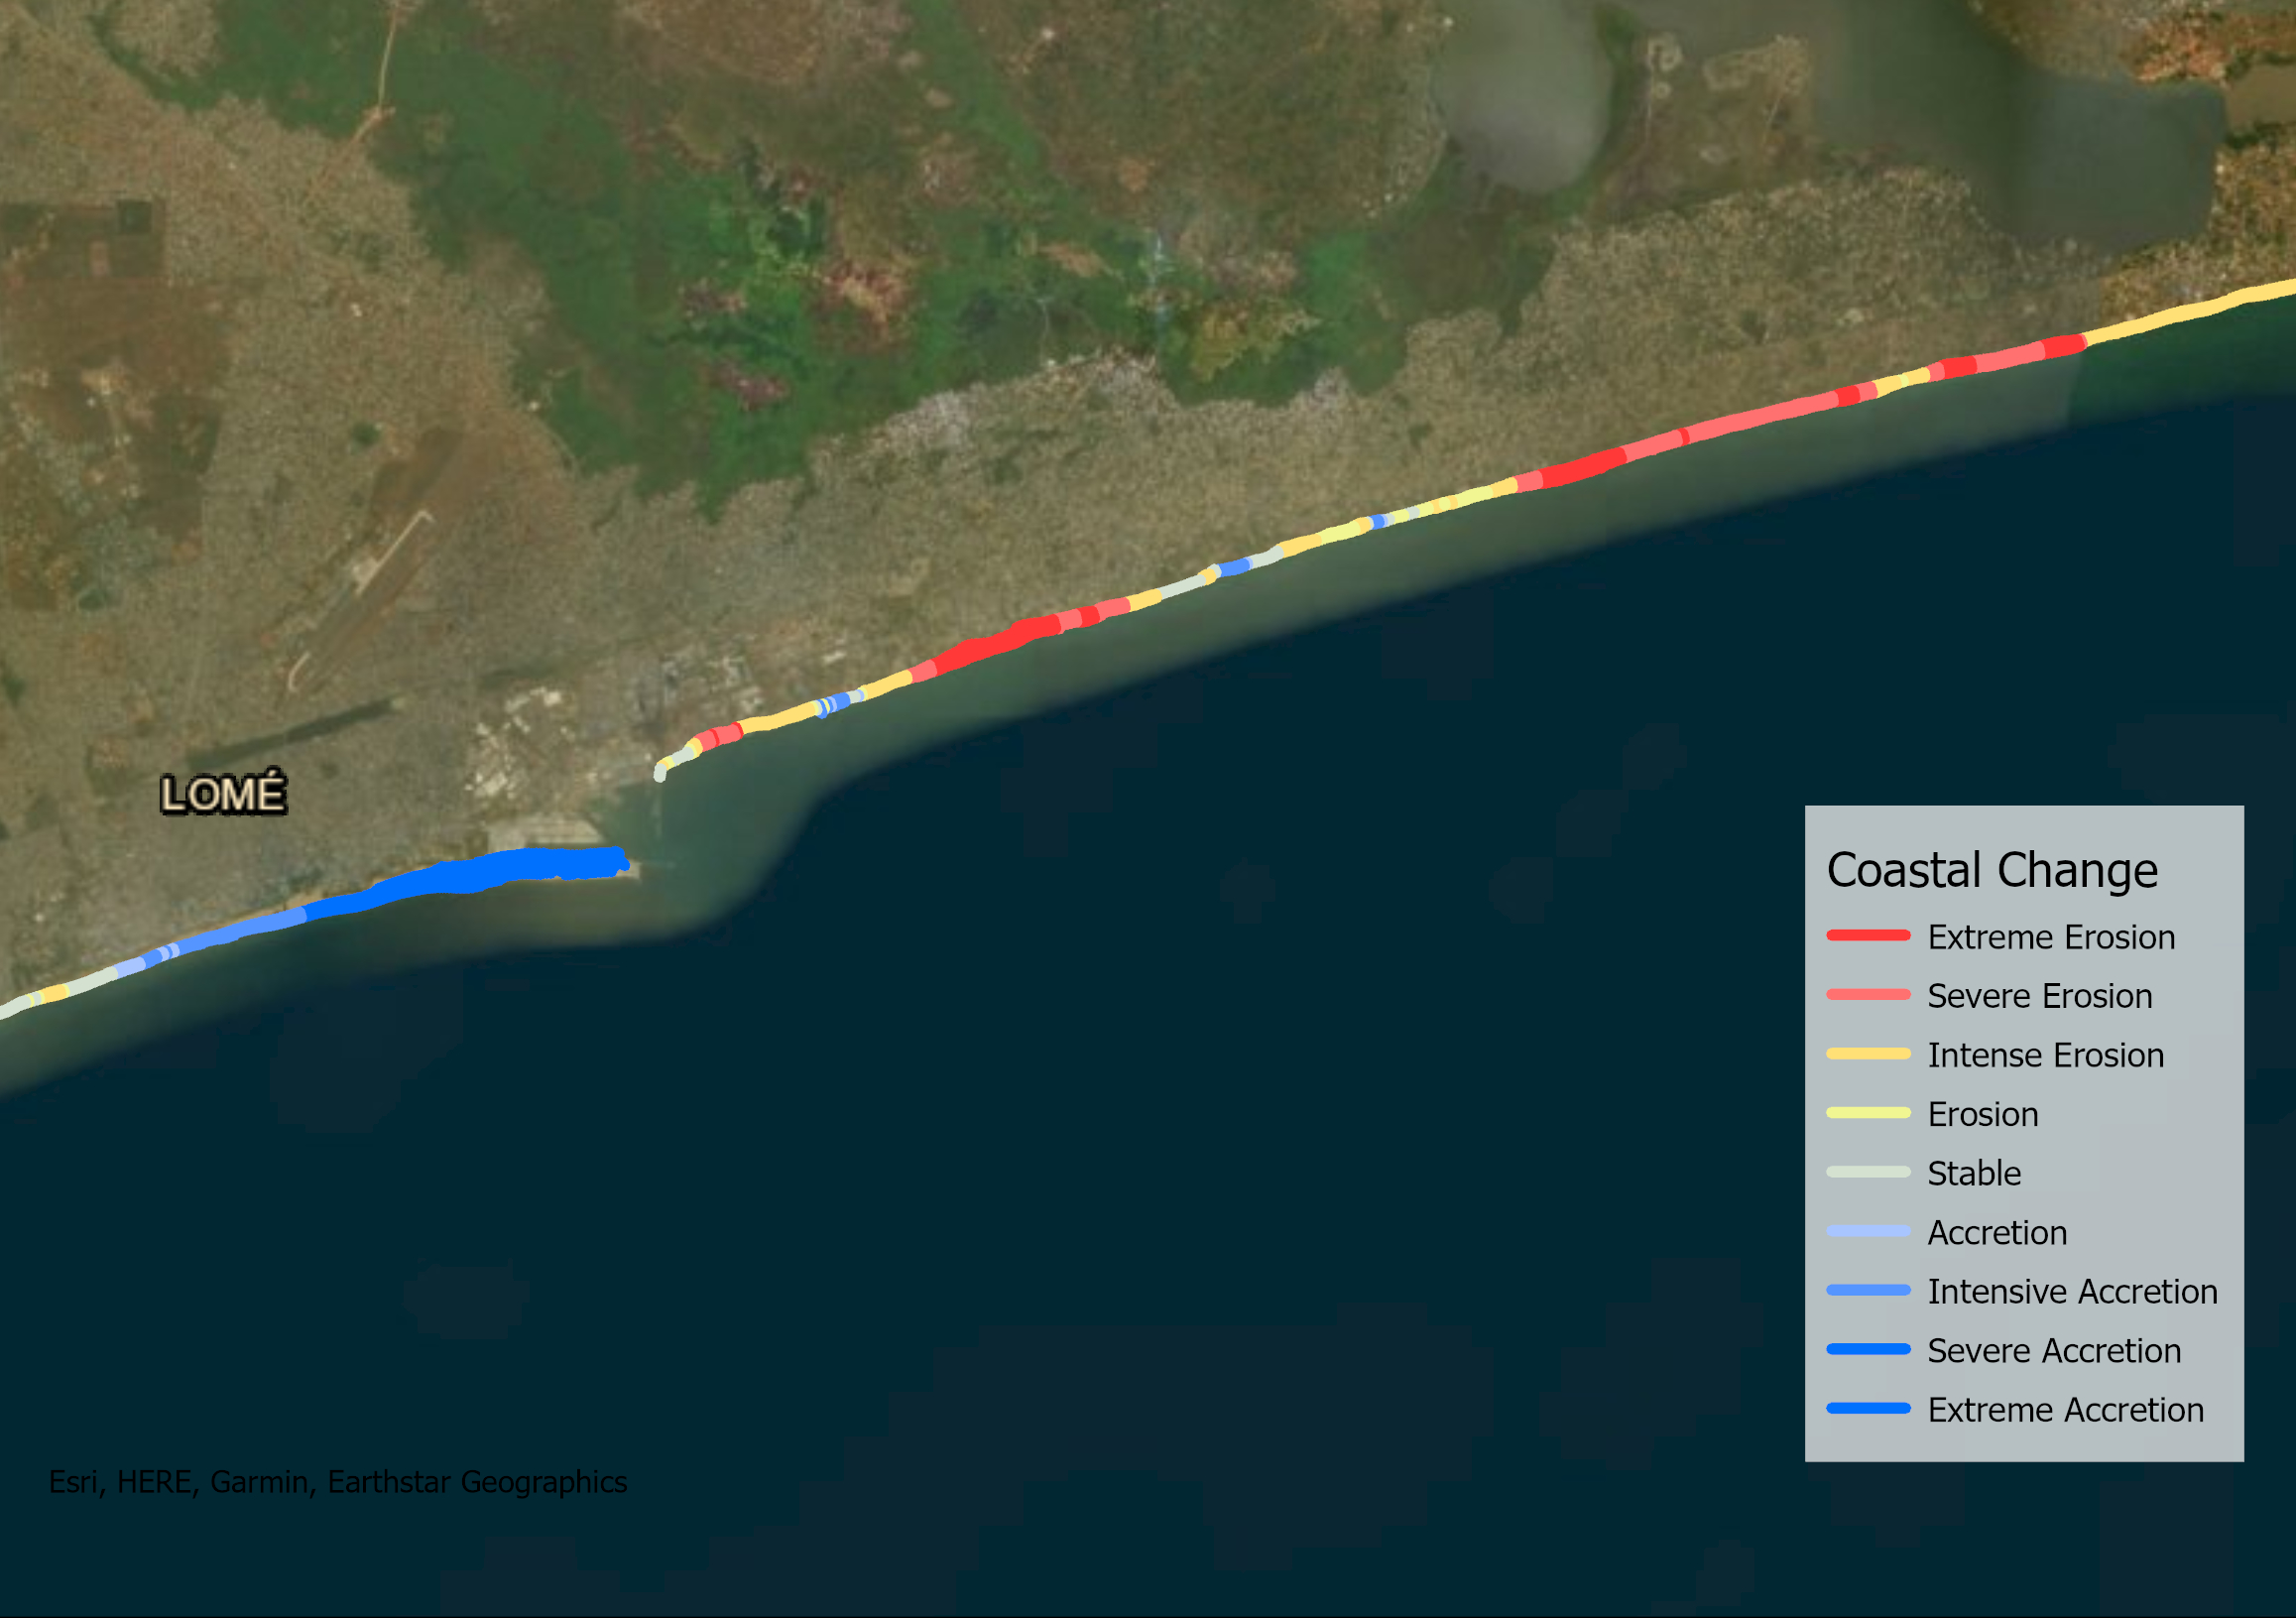 LOMÉ
Coastal Change
Extreme Erosion
Severe Erosion
Intense Erosion
Erosion
Stable
Accretion
Intensive Accretion
Severe Accretion
Extreme Accretion
Esri, HERE, Garmin, Earthstar Geographics